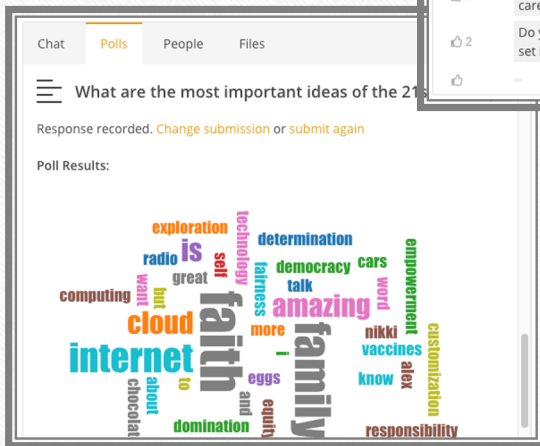 Chat Polls People Files
What are the most important ideas of the 21s
Response recorded. Change submission or submit again
Poll Results:
exploration
technology
is
determination
radio
self
empowerment
great
fairness
democracy
cars
want
but
talk
word
computing
faith
amazing
cloud
more
family
nikki
customization
internet
i
vaccines
alex
chocolat
about
to
eggs
know
and
equity
domination
responsibility
care
2
Do y
set